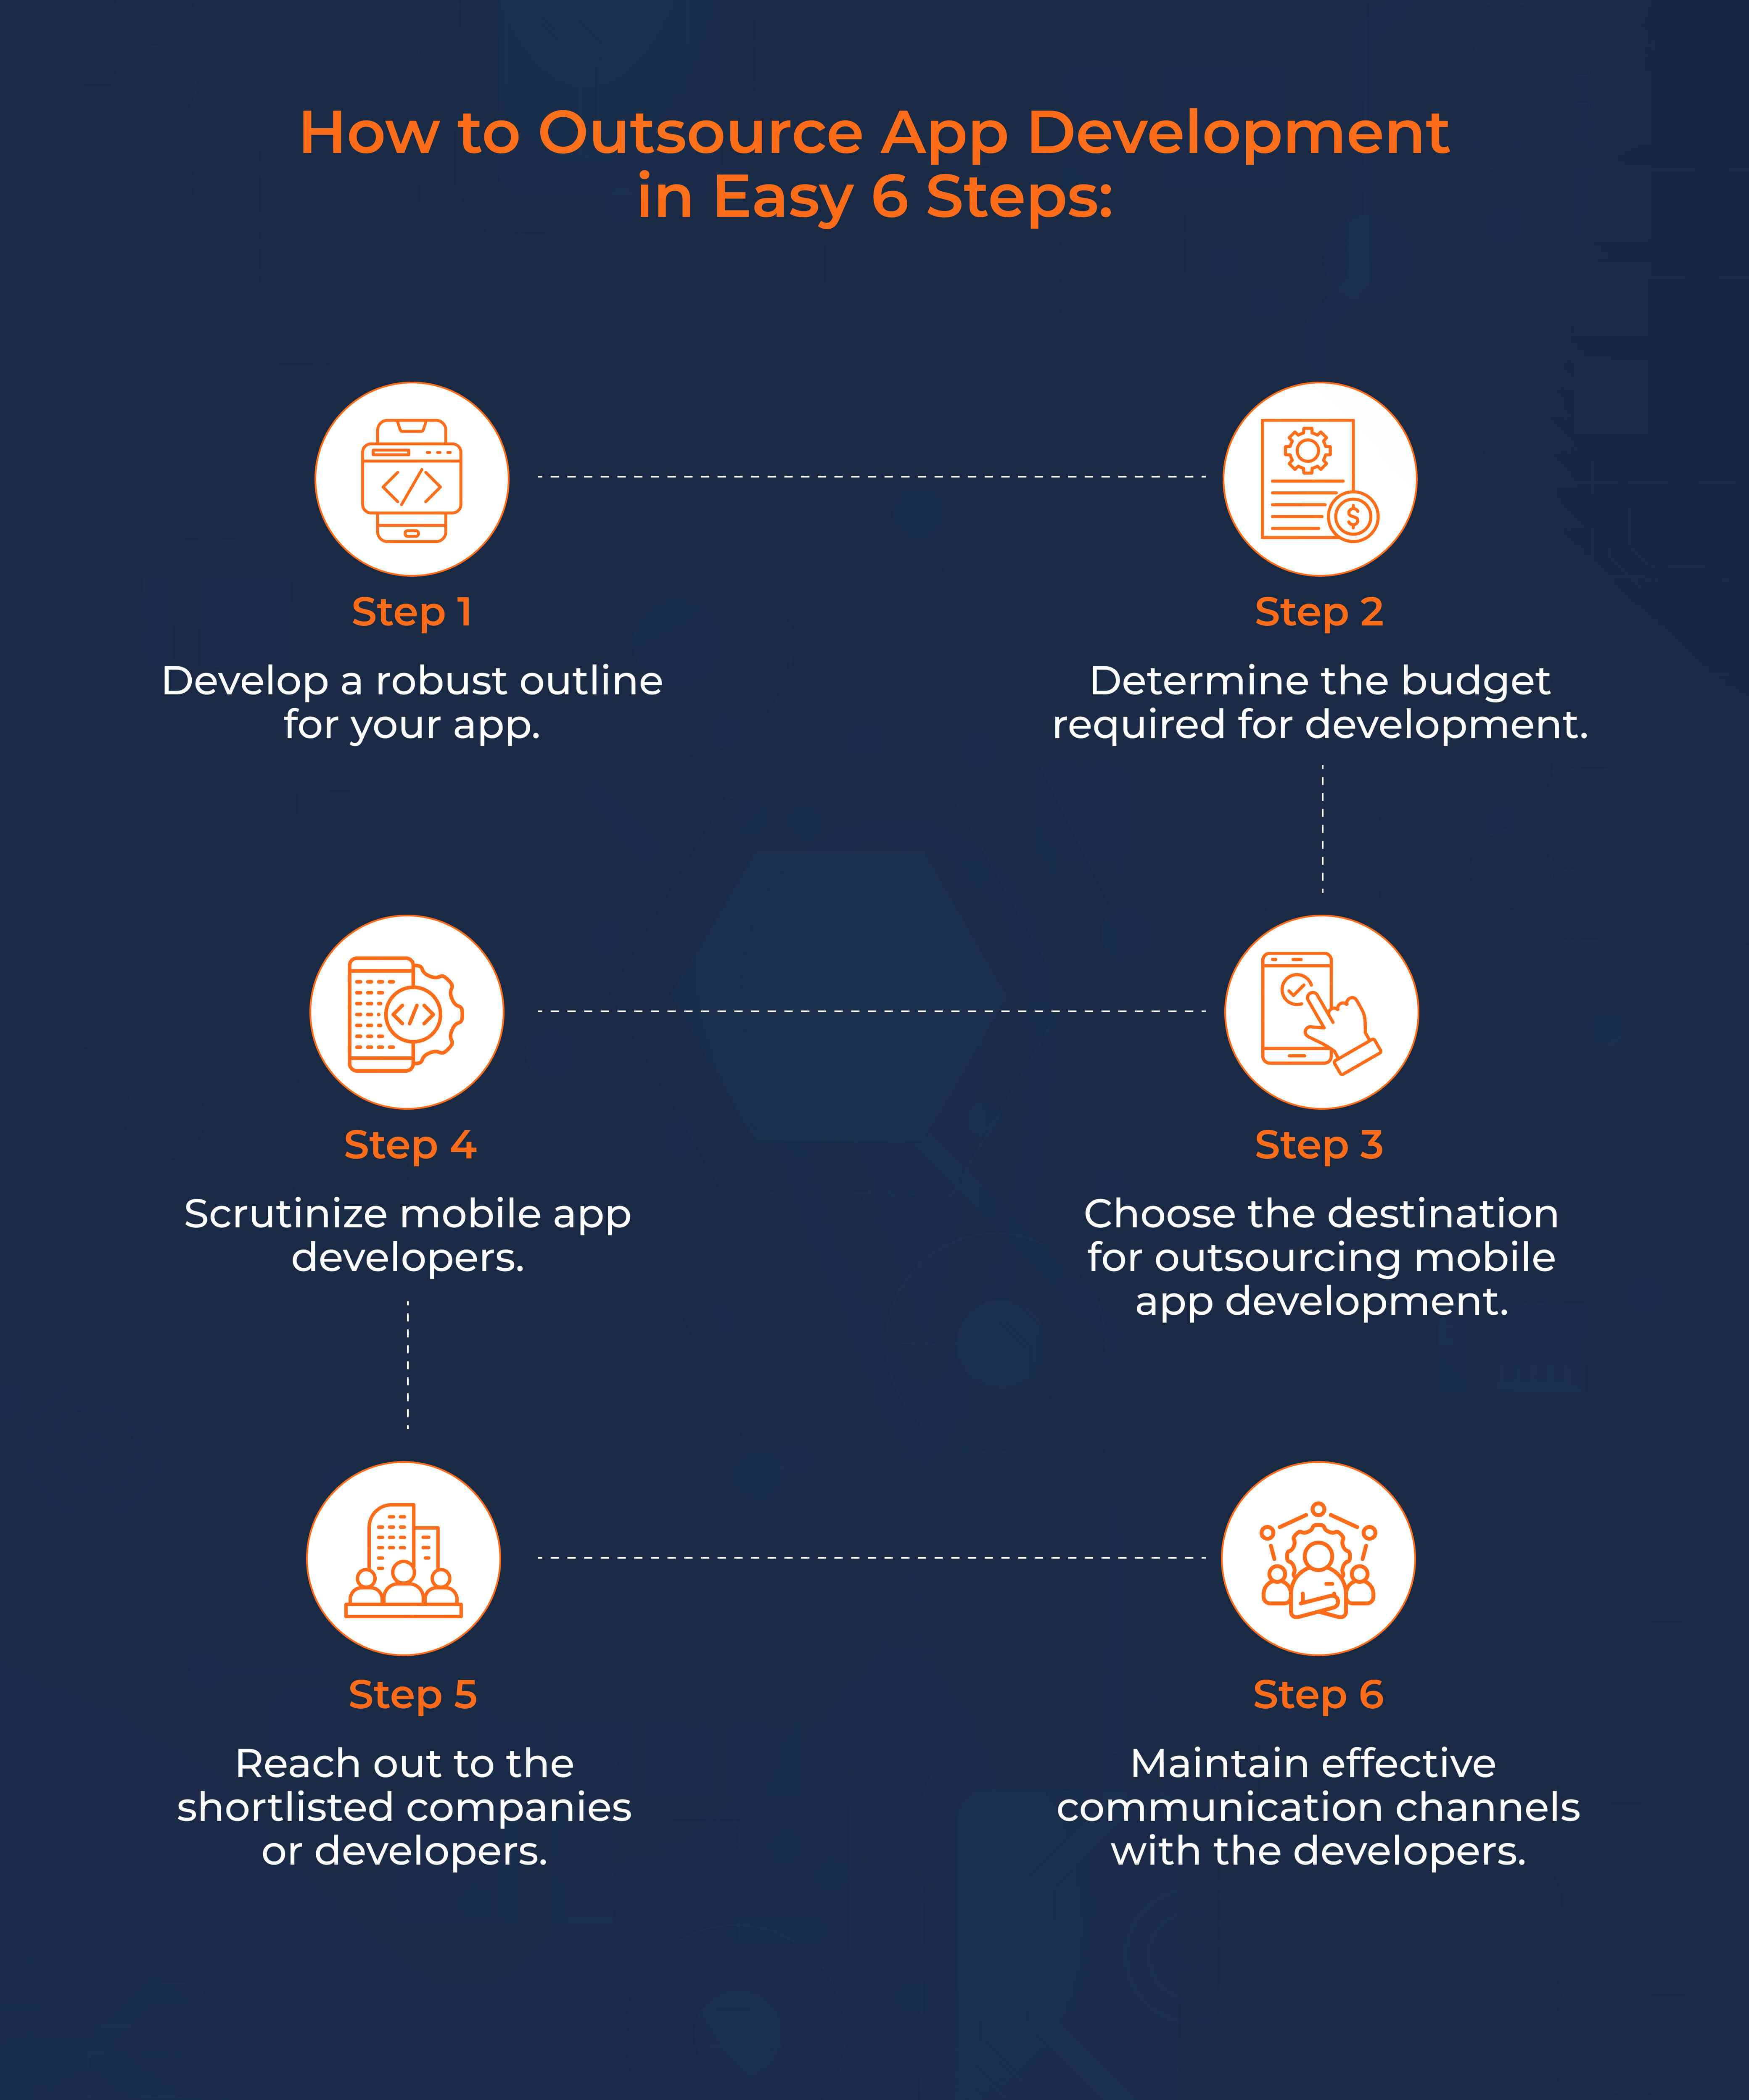 How to Outsource App Development
in Easy 6 Steps:
Step 1
Develop a robust outline
for your app.
Step 2
Determine the budget
required for development.
Step 3
Choose the destination
for outsourcing mobile
app development.
Step 4
Scrutinize mobile app
developers.
Step 5
Reach out to the
shortlisted companies
or developers.
Step 6
Maintain effective
communication channels
with the developers.